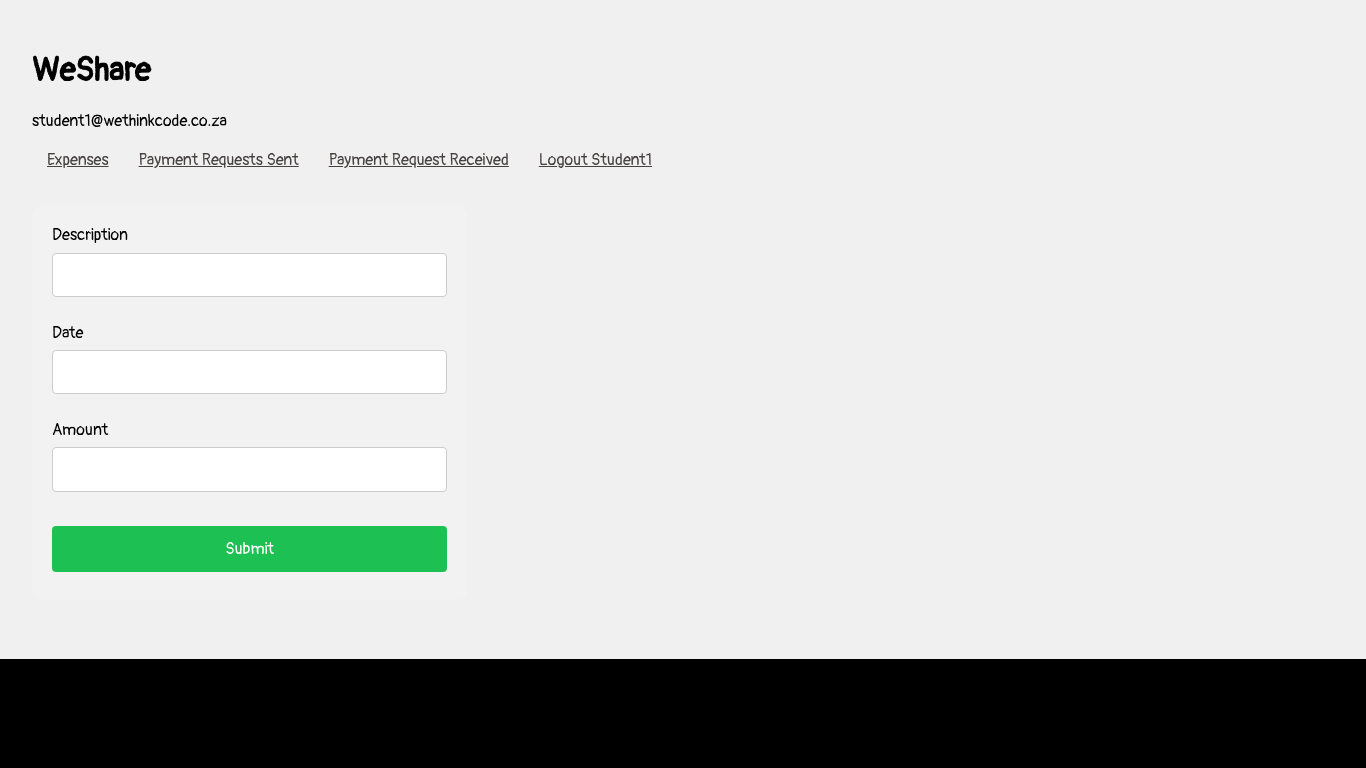 WeShare
student1@wethinkcode.co.za
Expenses Payment Requests Sent Payment Request Received Logout Student1
Description
Date
Amount
Submit